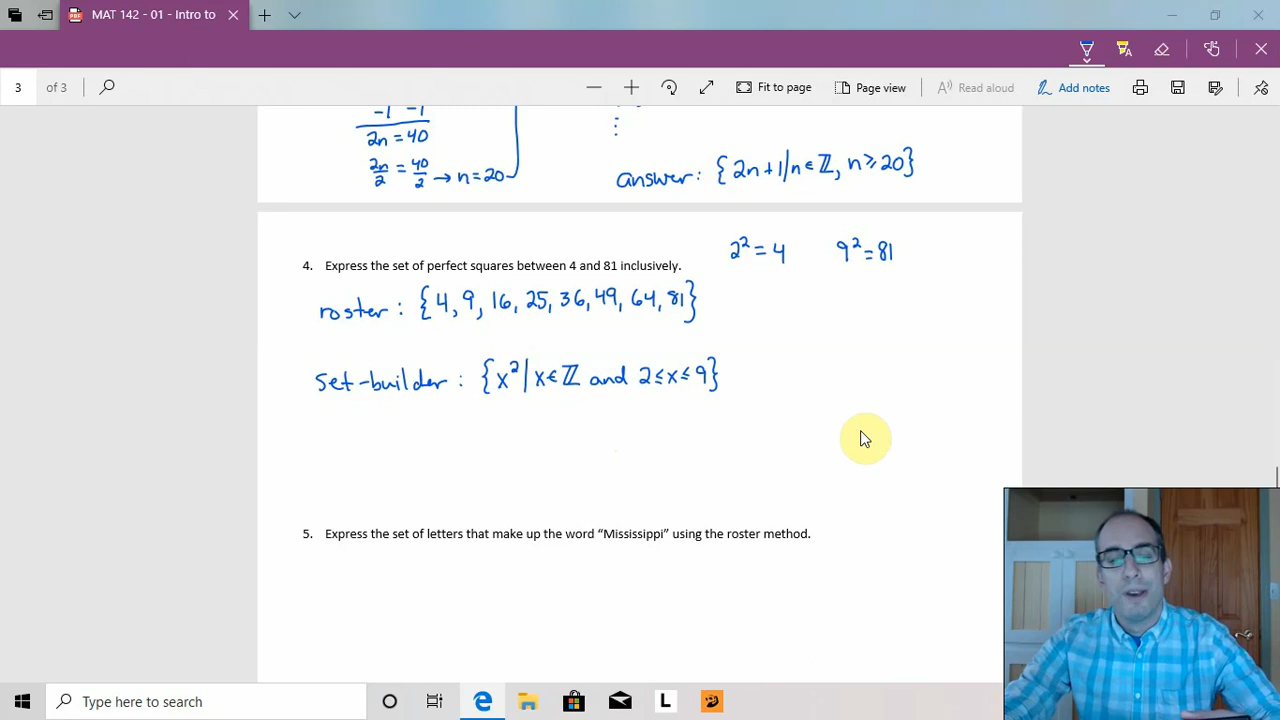 MAT 142 - 01 - Intro to
3 of 3
Fit to page
Page view
Read aloud
Add notes
-1 -1
2n = 40
2n/2 = 40/2 → n = 20
⋮
answer: {2n+1|n∈ℤ, n≥20}
2² = 4 9² = 81
4. Express the set of perfect squares between 4 and 81 inclusively.
roster: {4, 9, 16, 25, 36, 49, 64, 81}
set-builder: {x²|x∈ℤ and 2≤x≤9}
5. Express the set of letters that make up the word “Mississippi” using the roster method.
Type here to search
L